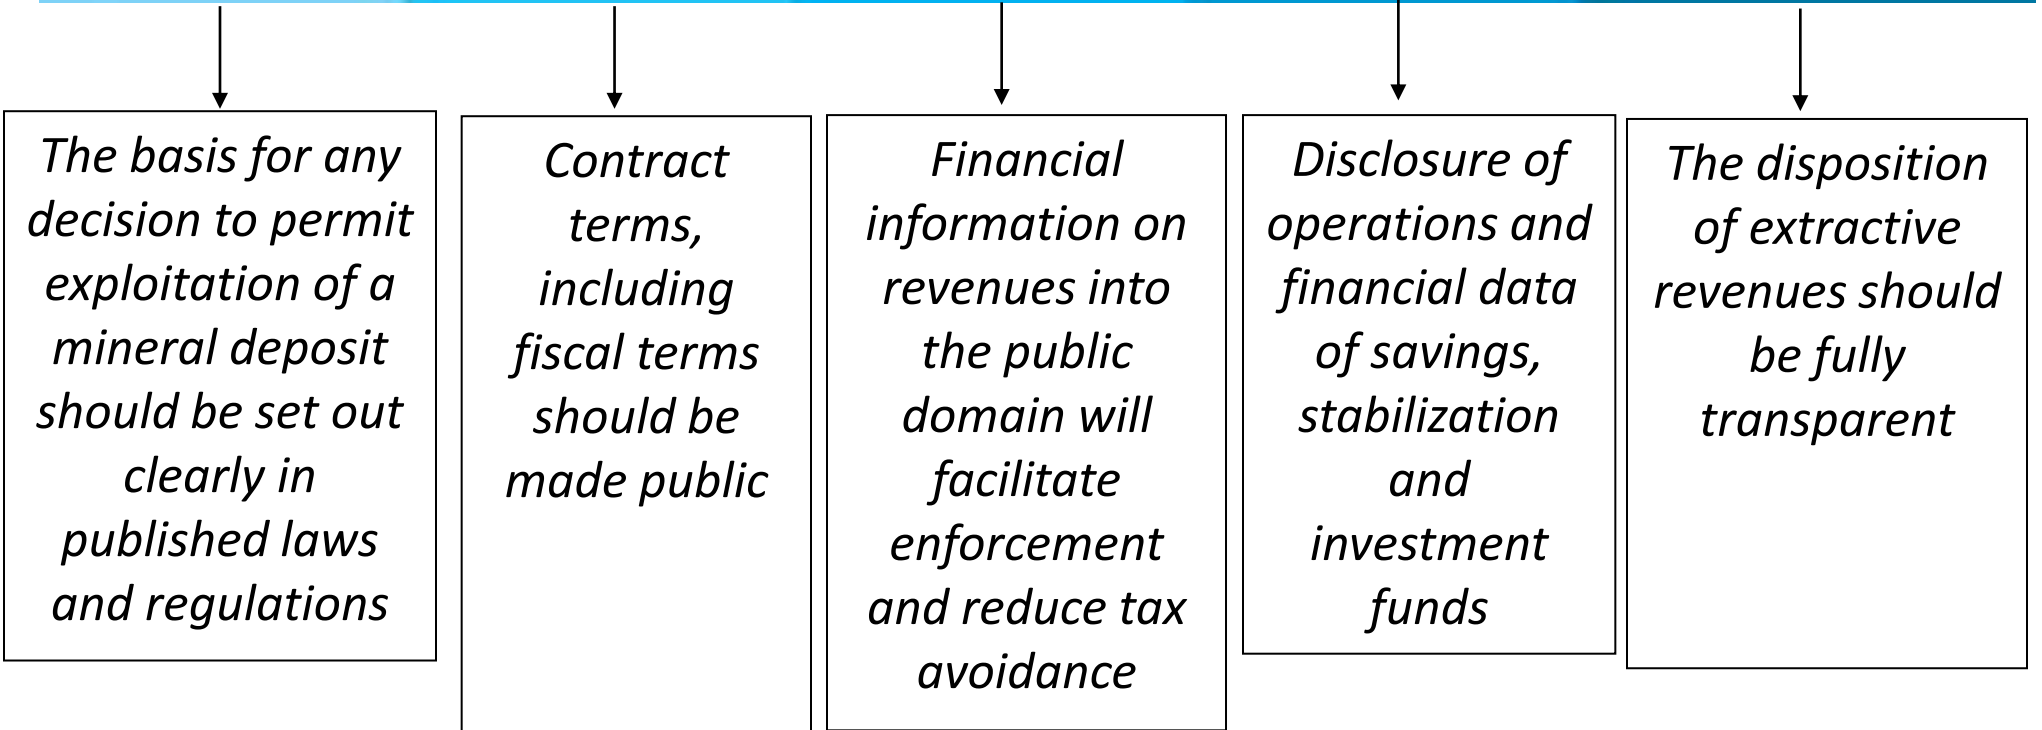 The basis for any
decision to permit
exploitation of a
mineral deposit
should be set out
clearly in
published laws
and regulations
Contract
terms,
including
fiscal terms
should be
made public
Financial
information on
revenues into
the public
domain will
facilitate
enforcement
and reduce tax
avoidance
Disclosure of
operations and
financial data
of savings,
stabilization
and
investment
funds
The disposition
of extractive
revenues should
be fully
transparent